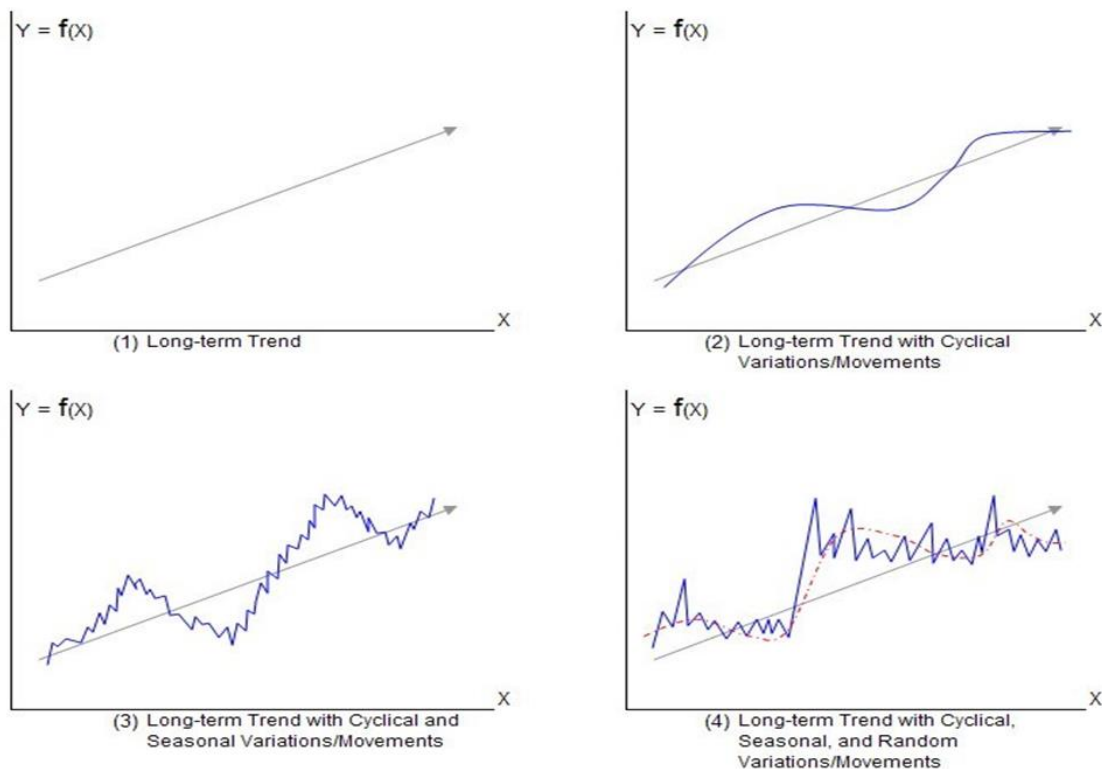 Y = f(X)
X
(1) Long-term Trend
Y = f(X)
X
(2) Long-term Trend with Cyclical
Variations/Movements
Y = f(X)
X
(3) Long-term Trend with Cyclical and
Seasonal Variations/Movements
Y = f(X)
X
(4) Long-term Trend with Cyclical,
Seasonal, and Random
Variations/Movements